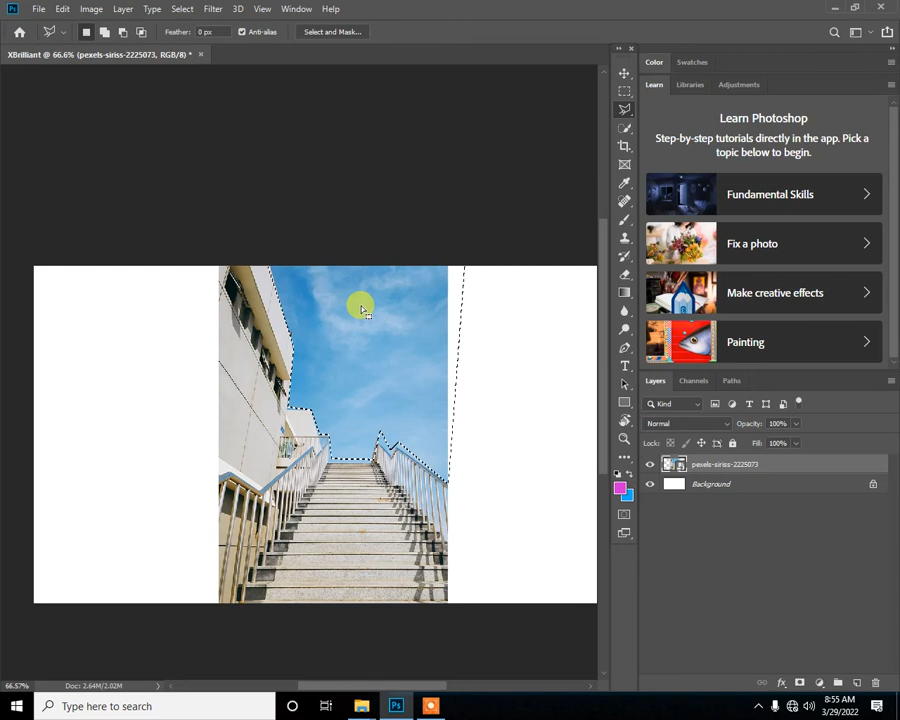 Ps File Edit Image Layer Type Select Filter 3D View Window Help
Feather: 0 px Anti-alias Select and Mask...
XBrilliant @ 66.6% (pexels-siriss-2225073, RGB/8) * ×
Color Swatches
Learn Libraries Adjustments
Learn Photoshop
Step-by-step tutorials directly in the app. Pick a
topic below to begin.
Fundamental Skills
Fix a photo
Make creative effects
Painting
Layers Channels Paths
Kind
Normal Opacity: 100%
Lock: Fill: 100%
pexels-siriss-2225073
Background
66.57% Doc: 2.64M/2.02M
Type here to search
Ps
8:55 AM
3/29/2022